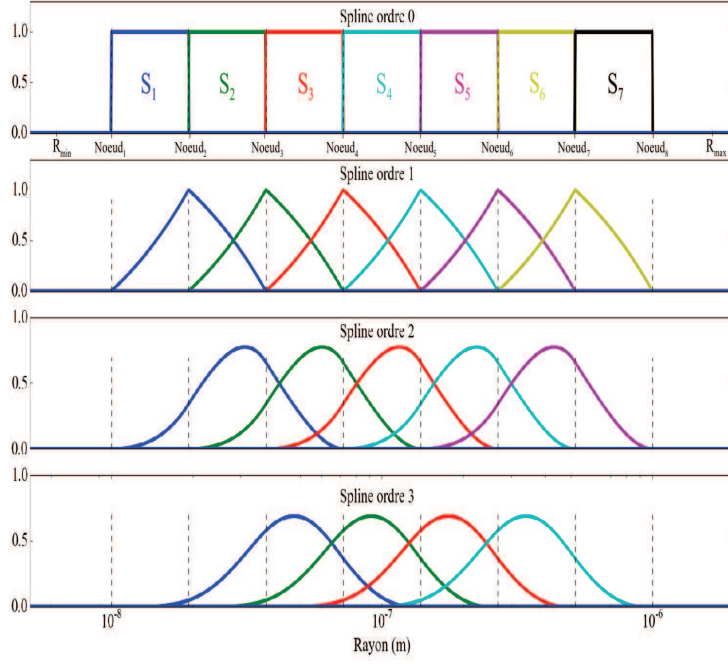 Spline ordre 0
1.0
0.5
0.0
S1 S2 S3 S4 S5 S6 S7
Rmin Noeud1 Noeud2 Noeud3 Noeud4 Noeud5 Noeud6 Noeud7 Noeud8 Rmax
Spline ordre 1
1.0
0.5
0.0
Spline ordre 2
1.0
0.5
0.0
Spline ordre 3
1.0
0.5
0.0
10-8 10-7 10-6
Rayon (m)